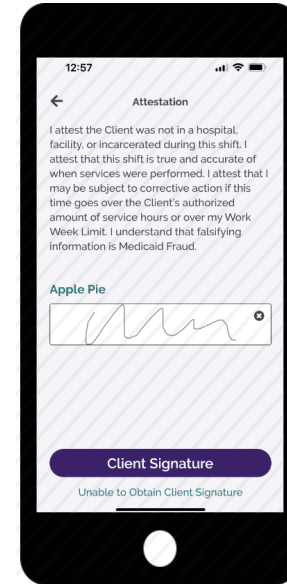 12:57
Attestation
I attest the Client was not in a hospital,
facility, or incarcerated during this shift. I
attest that this shift is true and accurate of
when services were performed. I attest that I
may be subject to corrective action if this
time goes over the Client's authorized
amount of service hours or over my Work
Week Limit. I understand that falsifying
information is Medicaid Fraud.
Apple Pie
Client Signature
Unable to Obtain Client Signature